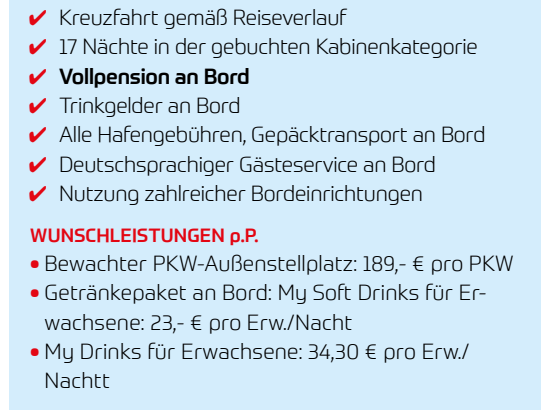 ✔ Kreuzfahrt gemäß Reiseverlauf
✔ 17 Nächte in der gebuchten Kabinenkategorie
✔ Vollpension an Bord
✔ Trinkgelder an Bord
✔ Alle Hafengebühren, Gepäcktransport an Bord
✔ Deutschsprachiger Gästeservice an Bord
✔ Nutzung zahlreicher Bordeinrichtungen
WUNSCHLEISTUNGEN p.P.
• Bewachter PKW-Außenstellplatz: 189,- € pro PKW
• Getränkepaket an Bord: My Soft Drinks für Er-
wachsene: 23,- € pro Erw./Nacht
• My Drinks für Erwachsene: 34,30 € pro Erw./
Nachtt